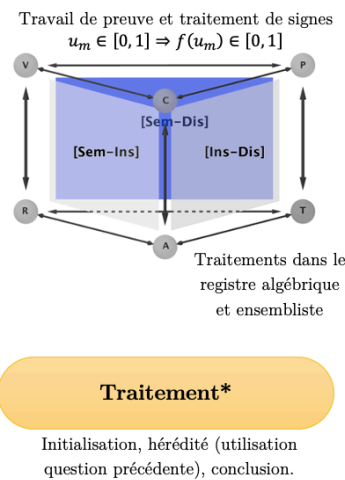 Travail de preuve et traitement de signes
u_m ∈ [0, 1] ⇒ f(u_m) ∈ [0, 1]
V
P
C
[Sem-Dis]
[Sem-Ins]
[Ins-Dis]
R
T
A
Traitements dans le
registre algébrique
et ensembliste
Traitement*
Initialisation, hérédité (utilisation
question précédente), conclusion.